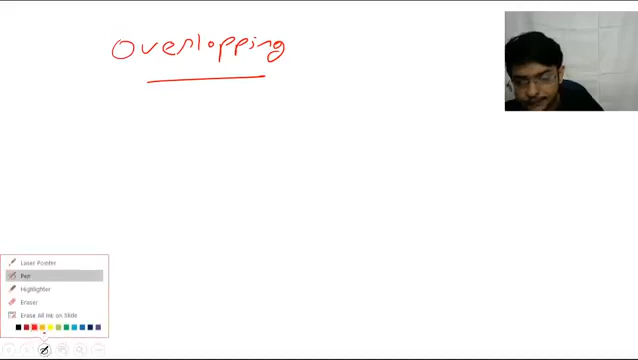 Overlapping
Laser Pointer
Pen
Highlighter
Eraser
Erase All Ink on Slide